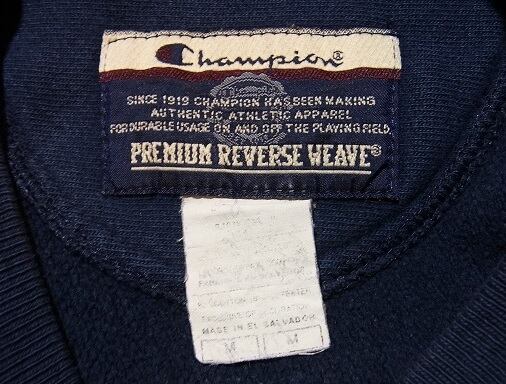 Champion®
SINCE 1919 CHAMPION HAS BEEN MAKING
AUTHENTIC ATHLETIC APPAREL
FOR DURABLE USAGE ON AND OFF THE PLAYING FIELD.
PREMIUM REVERSE WEAVE®
MADE IN EL SALVADOR
M M